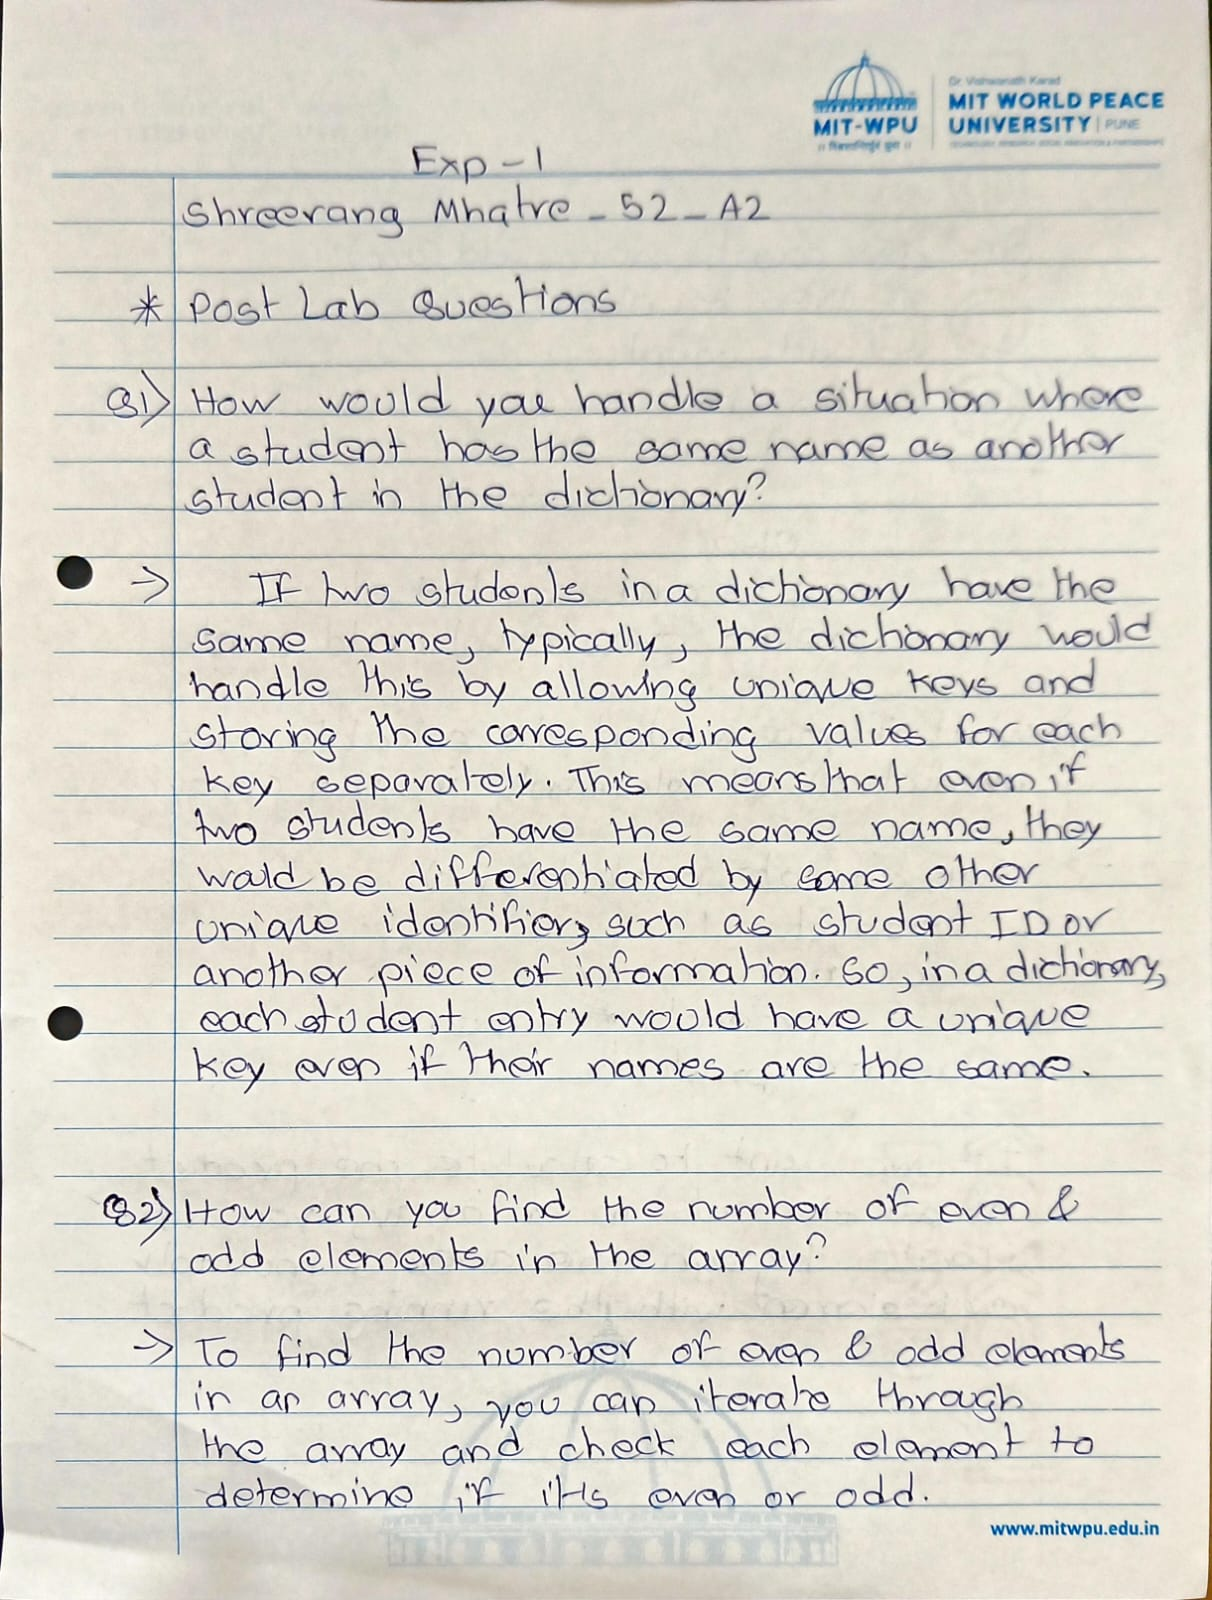 Dr. Vishwanath Karad
MIT WORLD PEACE
UNIVERSITY | PUNE
MIT-WPU
Exp - 1
Shreerang Mhatre - 52 - A2
* Post Lab Questions
Q1) How would you handle a situation where
a student has the same name as another
student in the dictionary?
→ If two students in a dictionary have the
same name, typically, the dictionary would
handle this by allowing unique keys and
storing the corresponding values for each
key separately. This means that even if
two students have the same name, they
would be differentiated by some other
unique identifier, such as student ID or
another piece of information. So, in a dictionary,
each student entry would have a unique
key even if their names are the same.
Q2) How can you find the number of even &
odd elements in the array?
→ To find the number of even & odd elements
in an array, you can iterate through
the array and check each element to
determine if it's even or odd.
www.mitwpu.edu.in